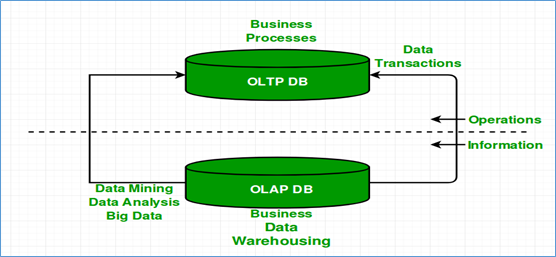 Business
Processes
OLTP DB
Data
Transactions
Operations
Information
OLAP DB
Data Mining
Data Analysis
Big Data
Business
Data
Warehousing